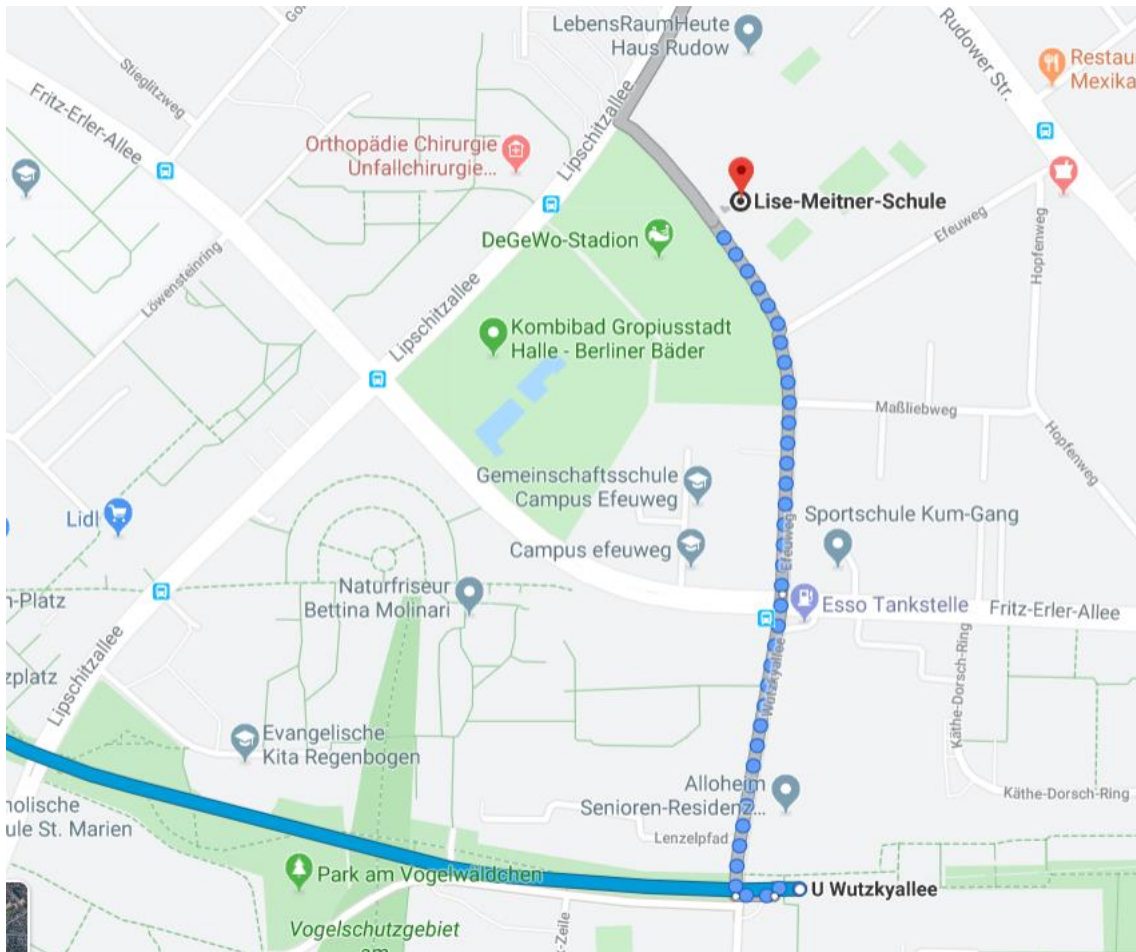 LebensRaumHeute
Haus Rudow
Rudower Str.
Restau
Mexika
Stieglitzweg
Fritz-Erler-Allee
Orthopädie Chirurgie
Unfallchirurgie...
Lipschitzallee
Lise-Meitner-Schule
Efeuweg
Hopfenweg
DeGeWo-Stadion
Löwensteinring
Lipschitzallee
Kombibad Gropiusstadt
Halle - Berliner Bäder
Maßliebweg
Hopfenweg
Gemeinschaftsschule
Campus Efeuweg
Sportschule Kum-Gang
Lidl
Efeuweg
Campus efeuweg
Naturfriseur
Bettina Molinari
n-Platz
Esso Tankstelle
Fritz-Erler-Allee
Lipschitzallee
zplatz
Wutzkyallee
Käthe-Dorsch-Ring
Evangelische
Kita Regenbogen
Alloheim
Senioren-Residenz...
Käthe-Dorsch-Ring
holische
ule St. Marien
Lenzelpfad
Park am Vogelwäldchen
U Wutzkyallee
Vogelschutzgebiet
am
-Zeile